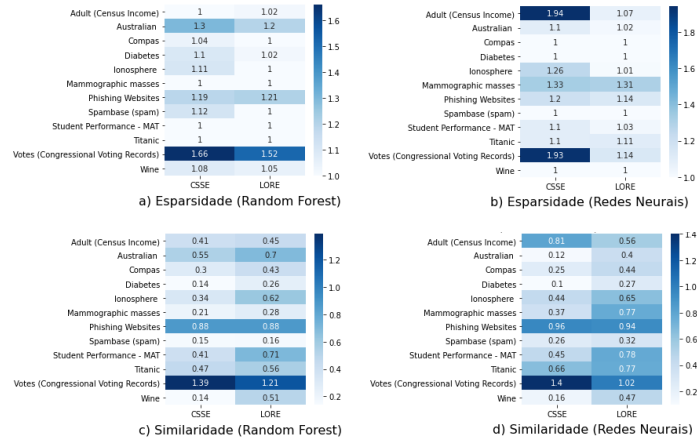 Adult (Census Income) 1 1.02
Australian 1.3 1.2
Compas 1.04 1
Diabetes 1.1 1.02
Ionosphere 1.11 1
Mammographic masses 1 1
Phishing Websites 1.19 1.21
Spambase (spam) 1.12 1
Student Performance - MAT 1 1
Titanic 1 1
Votes (Congressional Voting Records) 1.66 1.52
Wine 1.08 1.05
CSSE LORE
1.6
1.5
1.4
1.3
1.2
1.1
1.0
a) Esparsidade (Random Forest)
Adult (Census Income) 1.94 1.07
Australian 1.1 1.02
Compas 1 1
Diabetes 1 1
Ionosphere 1.26 1.01
Mammographic masses 1.33 1.31
Phishing Websites 1.2 1.14
Spambase (spam) 1 1
Student Performance - MAT 1.1 1.03
Titanic 1.1 1.11
Votes (Congressional Voting Records) 1.93 1.14
Wine 1 1
CSSE LORE
1.8
1.6
1.4
1.2
1.0
b) Esparsidade (Redes Neurais)
Adult (Census Income) 0.41 0.45
Australian 0.55 0.7
Compas 0.3 0.43
Diabetes 0.14 0.26
Ionosphere 0.34 0.62
Mammographic masses 0.21 0.28
Phishing Websites 0.88 0.88
Spambase (spam) 0.15 0.16
Student Performance - MAT 0.41 0.71
Titanic 0.47 0.56
Votes (Congressional Voting Records) 1.39 1.21
Wine 0.14 0.51
CSSE LORE
1.2
1.0
0.8
0.6
0.4
0.2
c) Similaridade (Random Forest)
Adult (Census Income) 0.81 0.56
Australian 0.12 0.4
Compas 0.25 0.44
Diabetes 0.1 0.27
Ionosphere 0.44 0.65
Mammographic masses 0.37 0.77
Phishing Websites 0.96 0.94
Spambase (spam) 0.26 0.32
Student Performance - MAT 0.45 0.78
Titanic 0.66 0.77
Votes (Congressional Voting Records) 1.4 1.02
Wine 0.16 0.47
CSSE LORE
1.4
1.2
1.0
0.8
0.6
0.4
0.2
d) Similaridade (Redes Neurais)